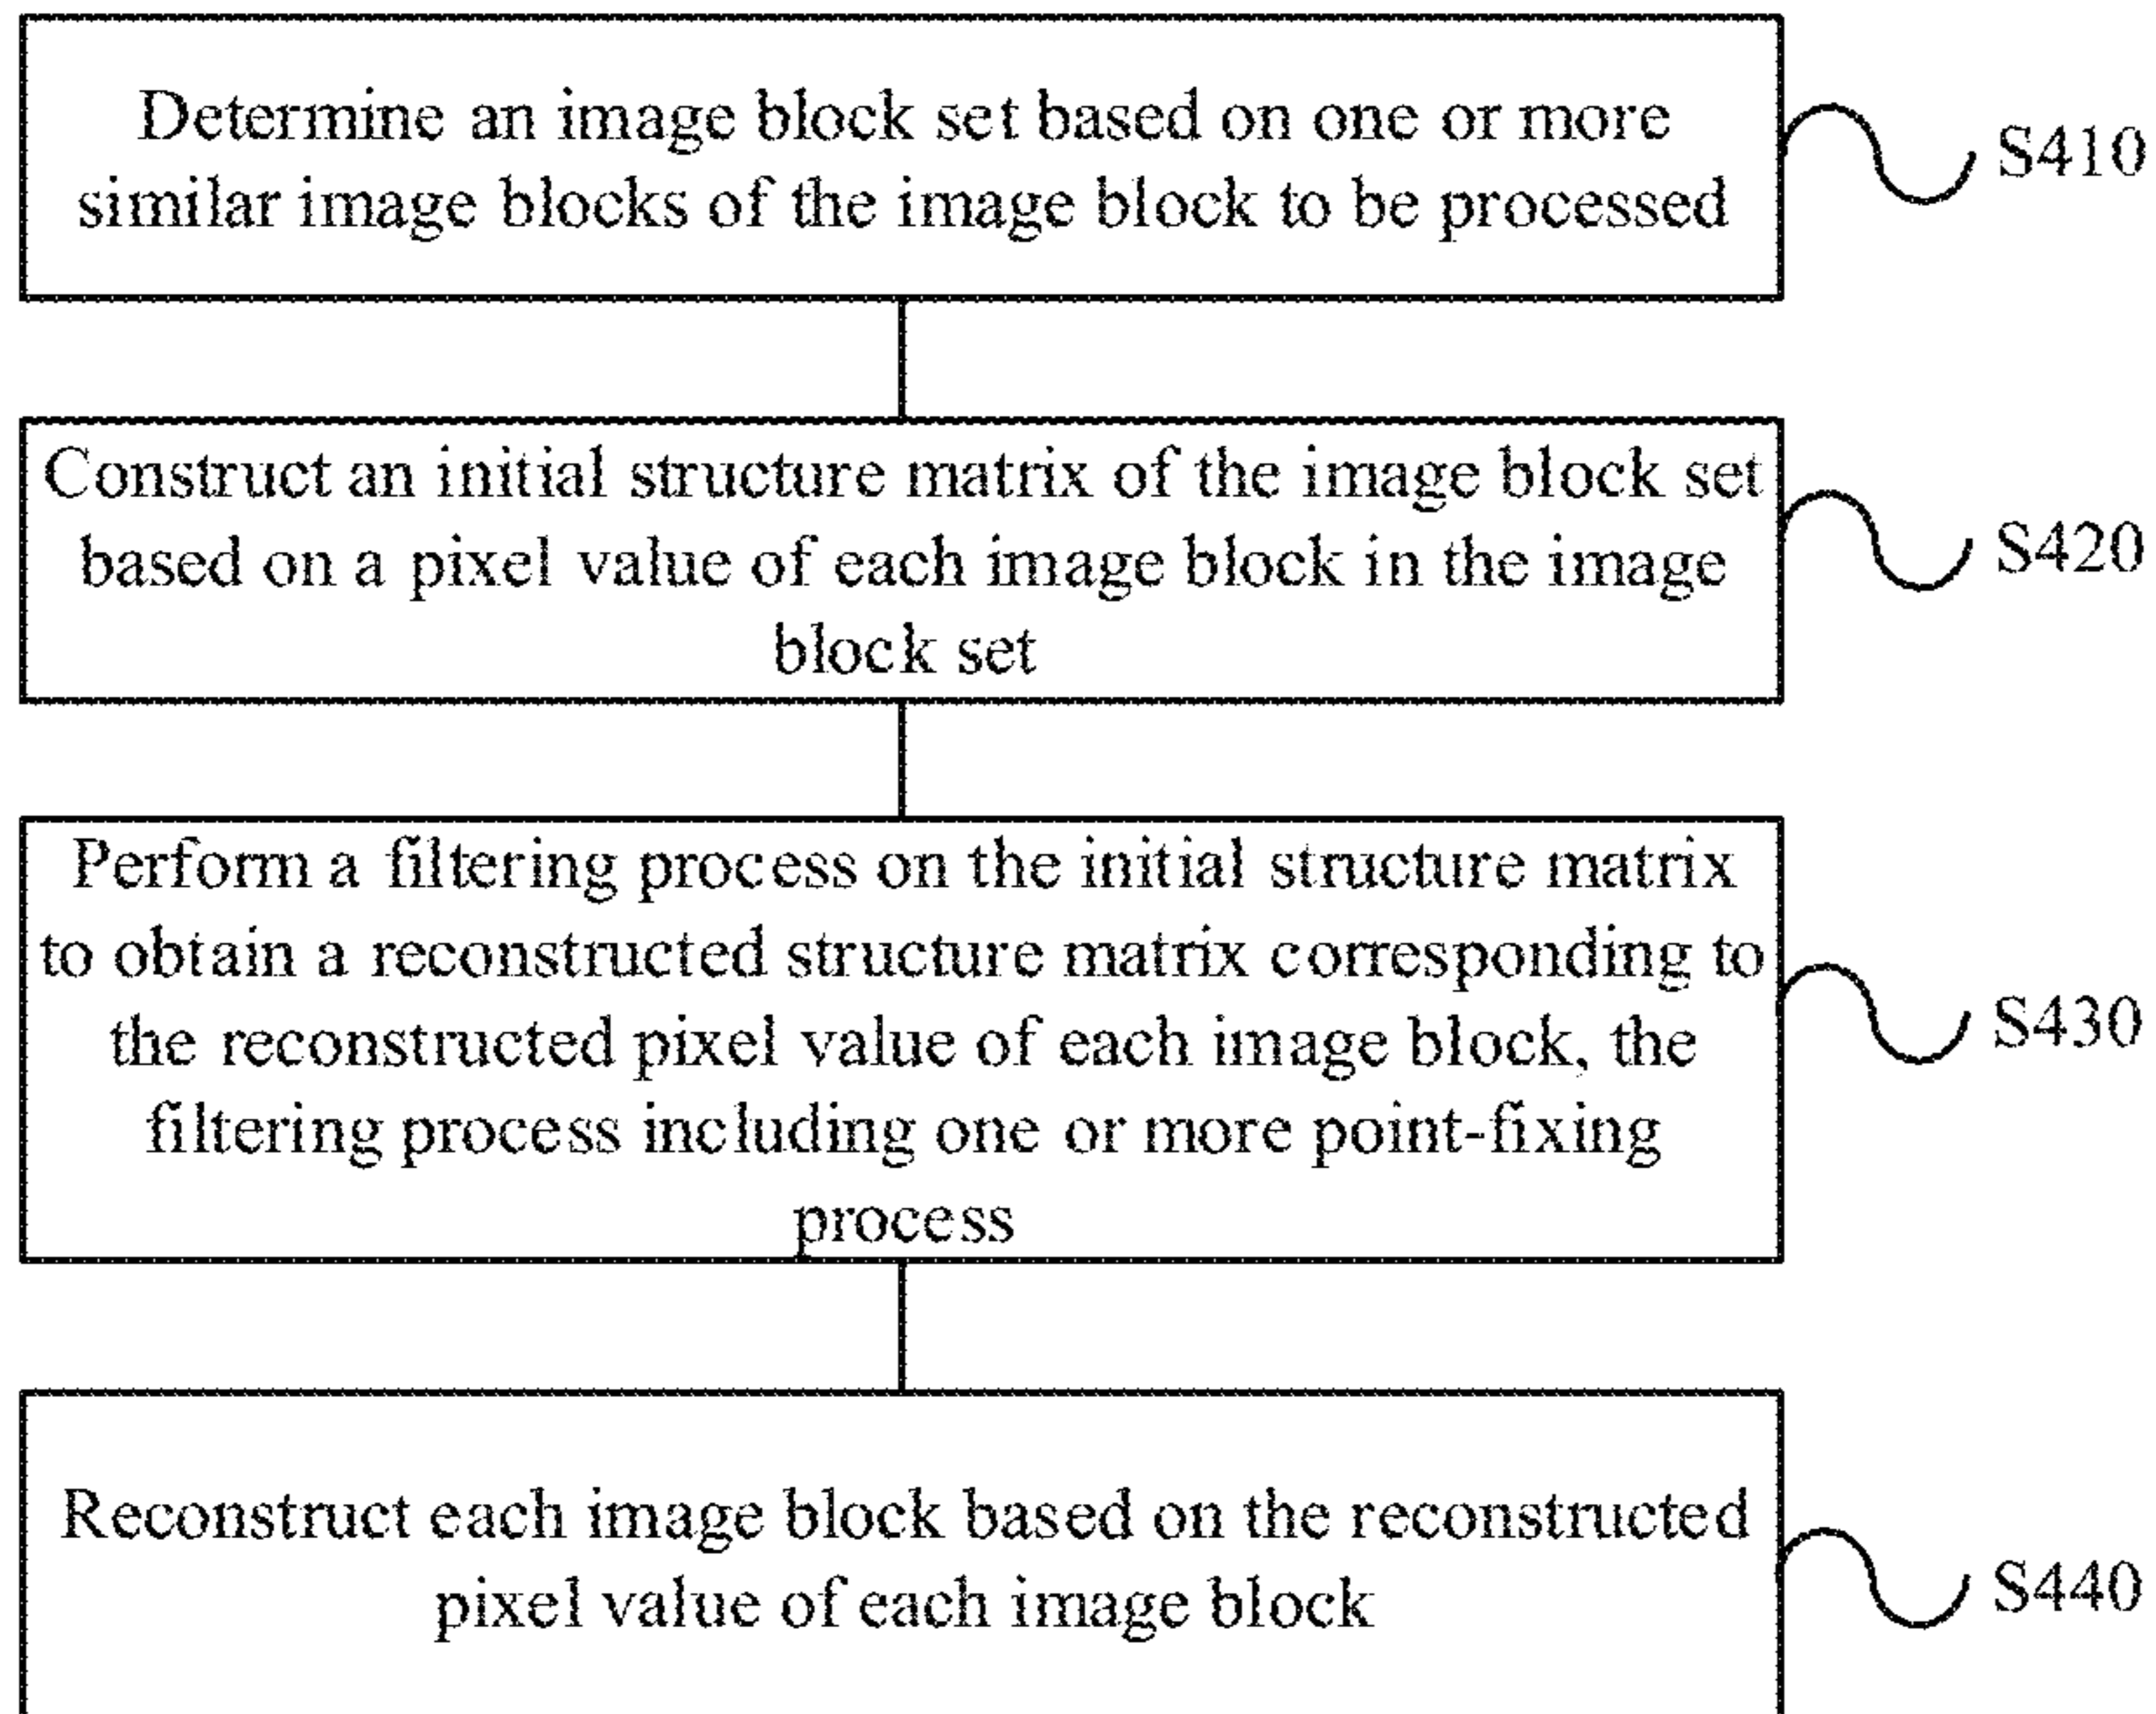 Determine an image block set based on one or more
similar image blocks of the image block to be processed
S410
Construct an initial structure matrix of the image block set
based on a pixel value of each image block in the image
block set
S420
Perform a filtering process on the initial structure matrix
to obtain a reconstructed structure matrix corresponding to
the reconstructed pixel value of each image block, the
filtering process including one or more point-fixing
process
S430
Reconstruct each image block based on the reconstructed
pixel value of each image block
S440